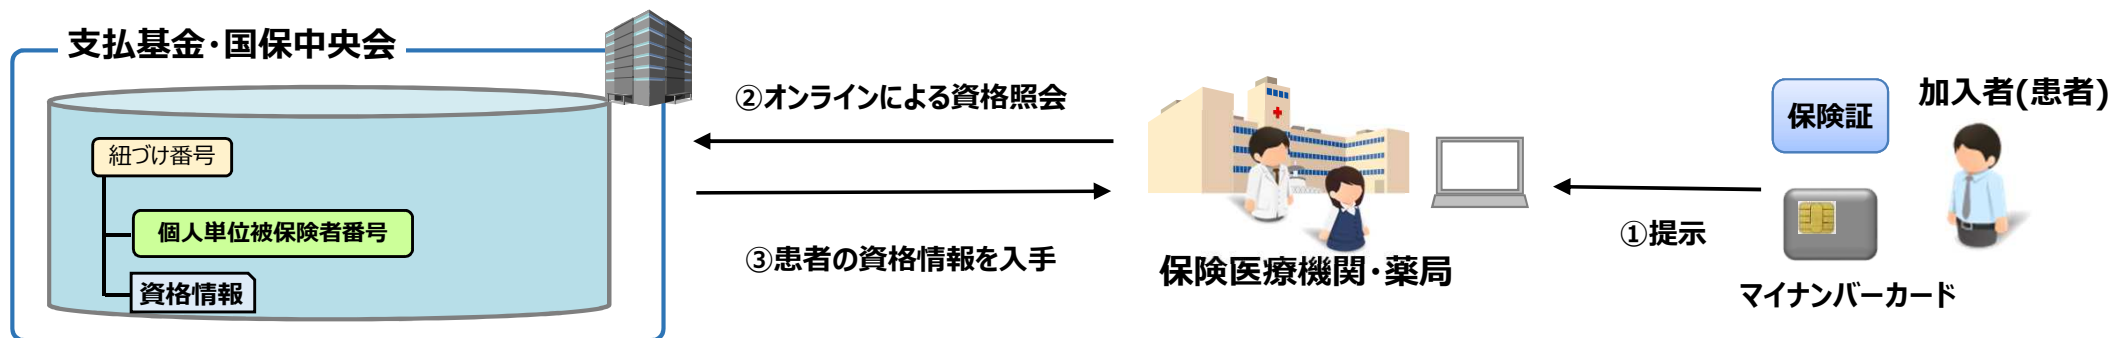 支払基金・国保中央会
紐づけ番号
個人単位被保険者番号
資格情報
②オンラインによる資格照会
③患者の資格情報を入手
保険医療機関・薬局
①提示
保険証
加入者(患者)
マイナンバーカード